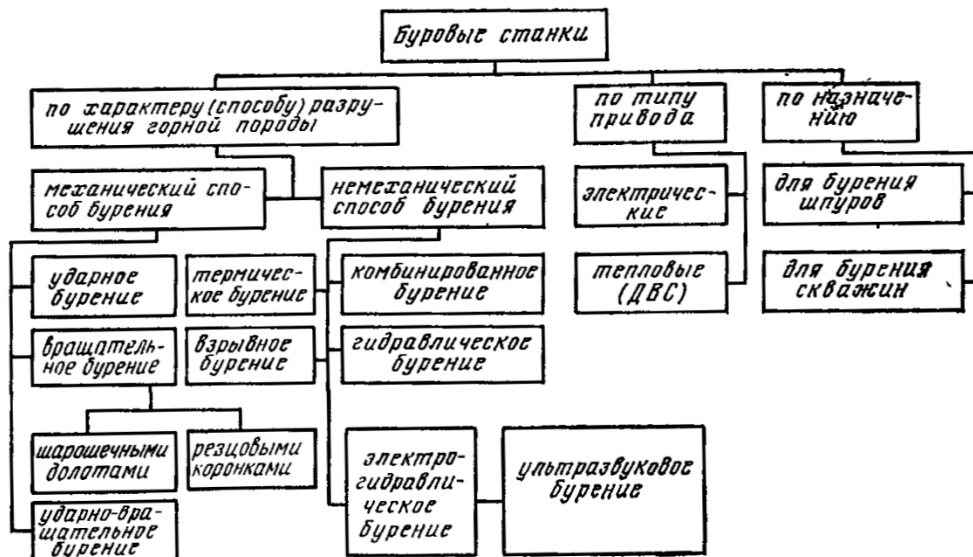 Буровые станки
по характеру (способу) разру-
шения горной породы
по типу
привода
по назначе-
нию
механический спо-
соб бурения
немеханический
способ бурения
электричес-
кие
для бурения
шпуров
ударное
бурение
термичес-
кое бурение
комбинированное
бурение
тепловые
(ДВС)
для бурения
скважин
вращатель-
ное бурение
взрывное
бурение
гидравлическое
бурение
шарошечными
долотами
резцовыми
коронками
электро-
гидравли-
ческое
бурение
ультразвуковое
бурение
ударно-вра-
щательное
бурение